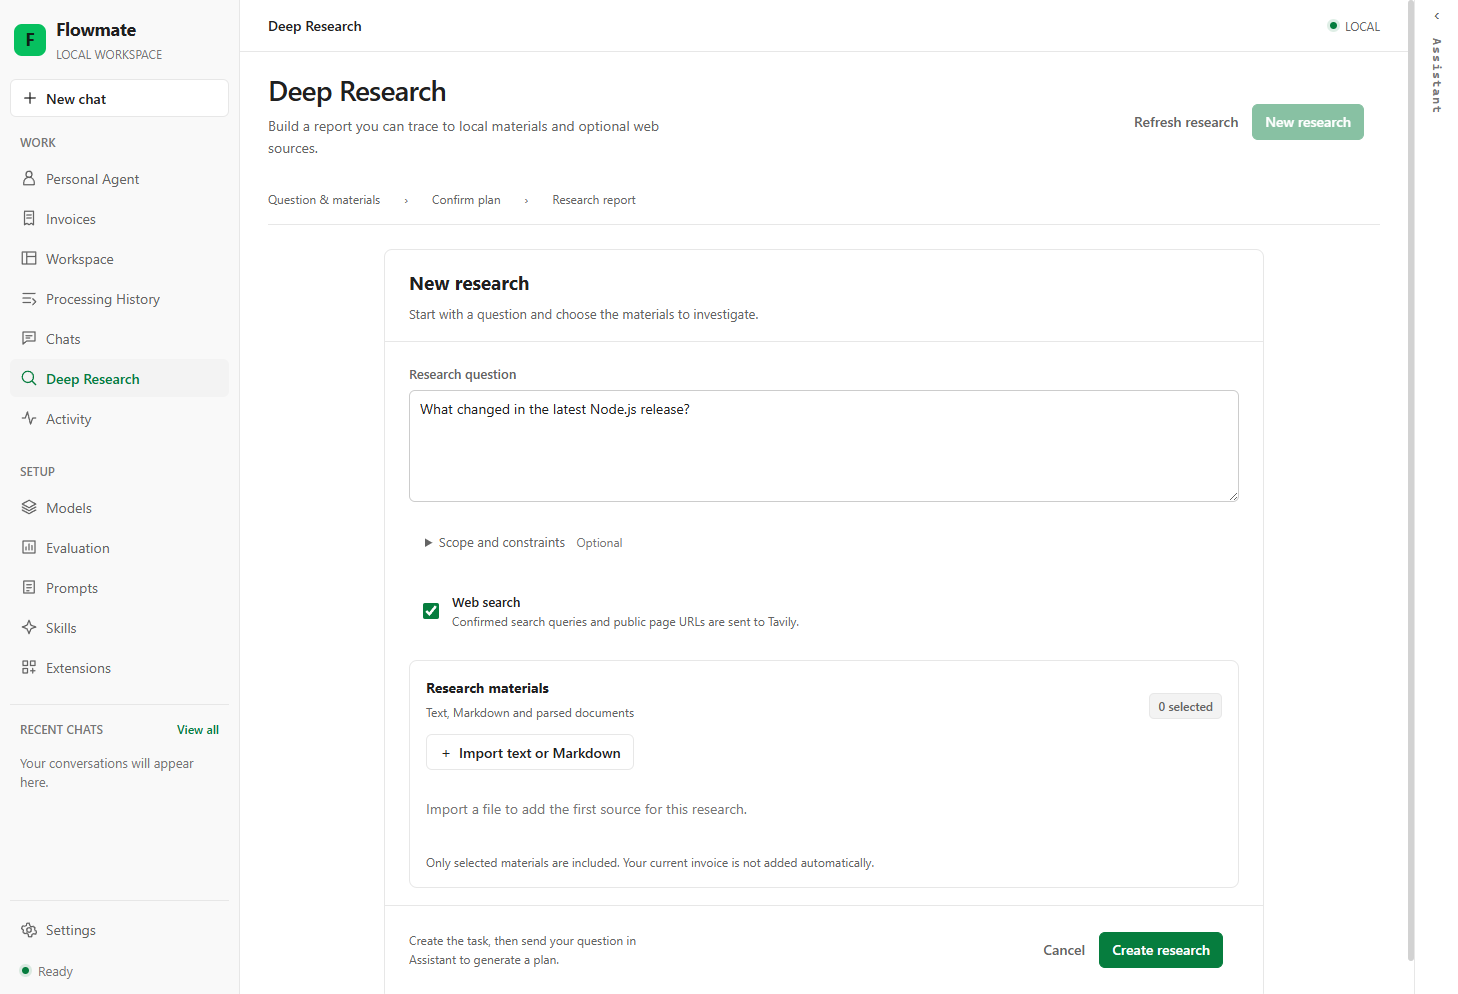 F
Flowmate
LOCAL WORKSPACE
+ New chat
WORK
Personal Agent
Invoices
Workspace
Processing History
Chats
Deep Research
Activity
SETUP
Models
Evaluation
Prompts
Skills
Extensions
RECENT CHATS
View all
Your conversations will appear
here.
Settings
Ready
Deep Research
LOCAL
Deep Research
Build a report you can trace to local materials and optional web
sources.
Refresh research
New research
Question & materials › Confirm plan › Research report
New research
Start with a question and choose the materials to investigate.
Research question
What changed in the latest Node.js release?
Scope and constraints Optional
Web search
Confirmed search queries and public page URLs are sent to Tavily.
Research materials
Text, Markdown and parsed documents
0 selected
+ Import text or Markdown
Import a file to add the first source for this research.
Only selected materials are included. Your current invoice is not added automatically.
Create the task, then send your question in
Assistant to generate a plan.
Cancel
Create research
‹
Assistant